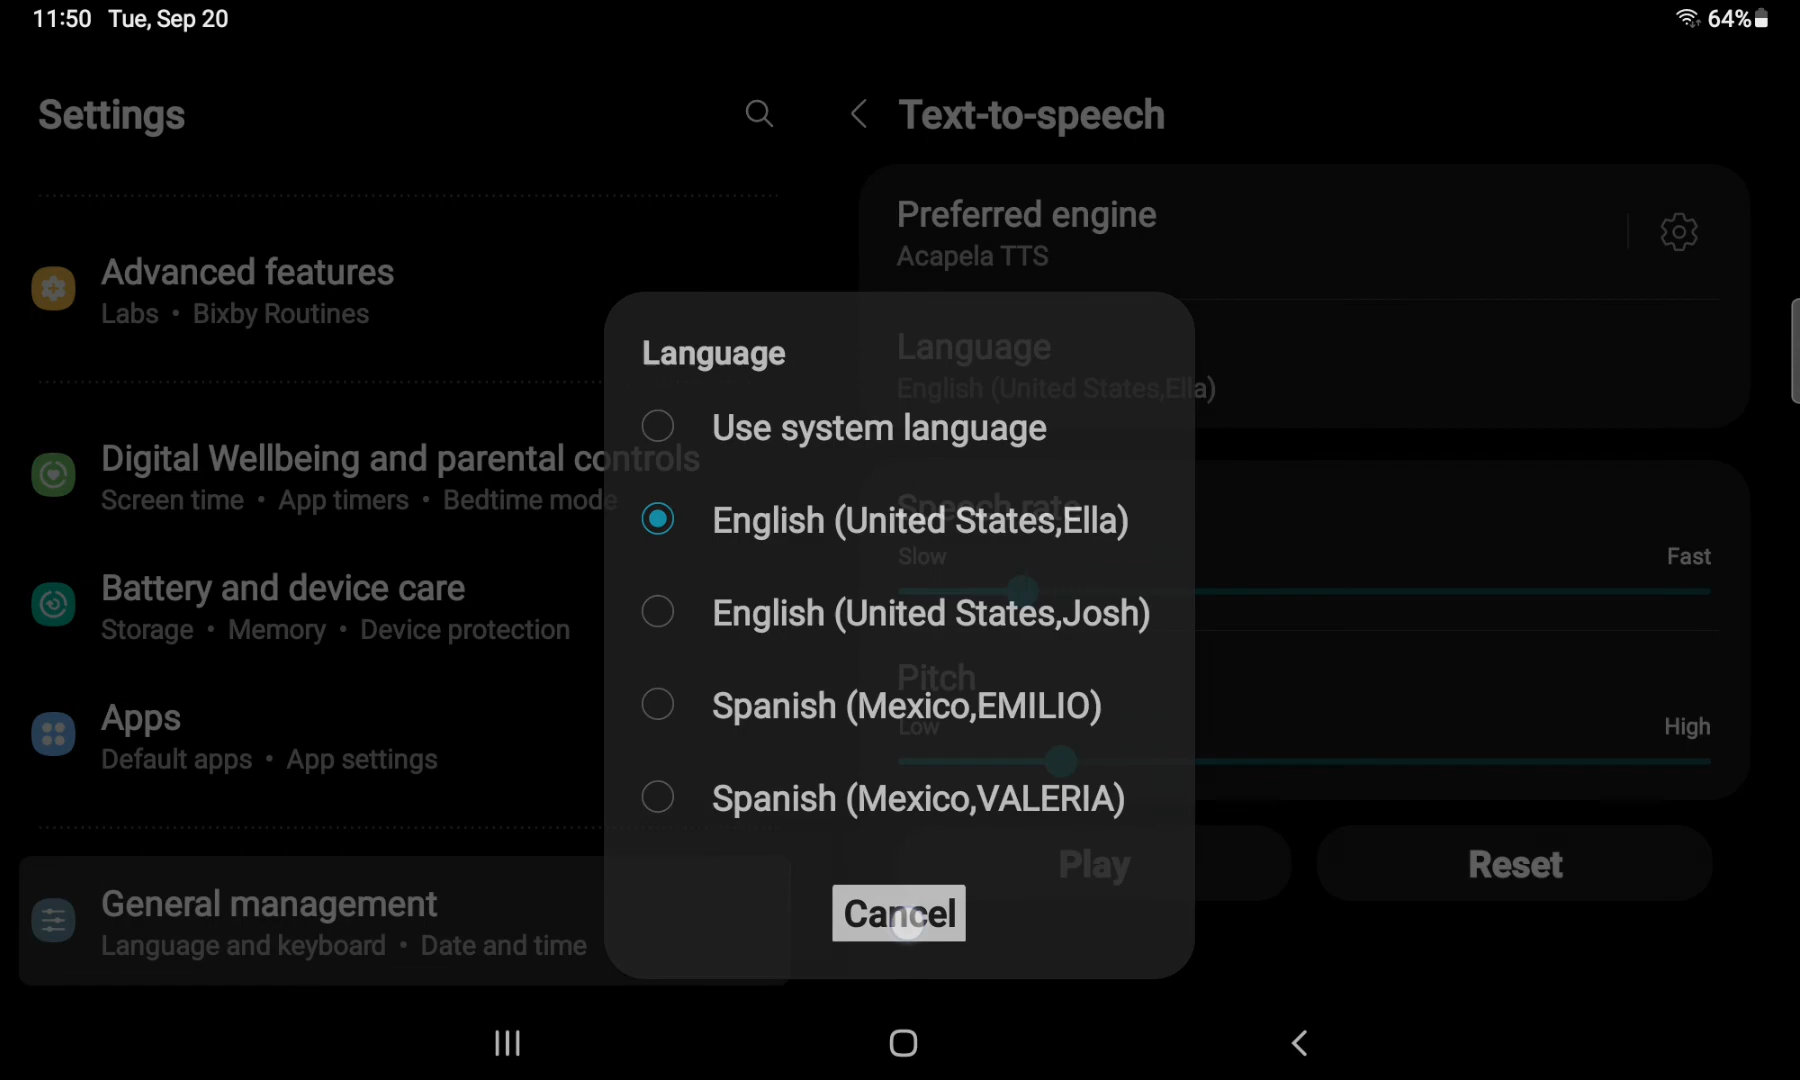 11:50 Tue, Sep 20
64%
Settings
Advanced features
Labs • Bixby Routines
Digital Wellbeing and parental controls
Screen time • App timers • Bedtime mode
Battery and device care
Storage • Memory • Device protection
Apps
Default apps • App settings
General management
Language and keyboard • Date and time
Text-to-speech
Preferred engine
Acapela TTS
Language
English (United States,Ella)
Speech rate
Slow
Fast
Pitch
Low
High
Play
Reset
Language
Use system language
English (United States,Ella)
English (United States,Josh)
Spanish (Mexico,EMILIO)
Spanish (Mexico,VALERIA)
Cancel